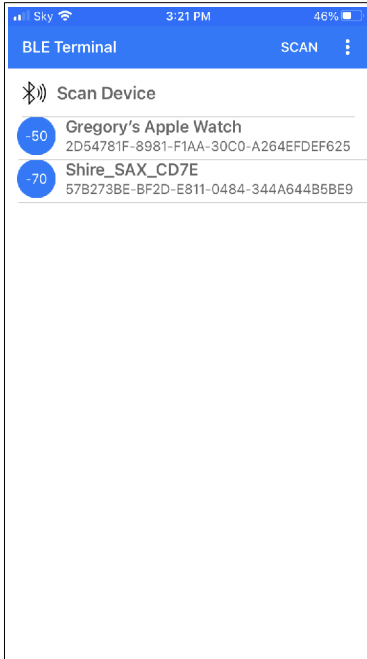 Sky 3:21 PM 46%
BLE Terminal SCAN
Scan Device
-50 Gregory's Apple Watch
2D54781F-8981-F1AA-30C0-A264EFDEF625
-70 Shire_SAX_CD7E
57B273BE-BF2D-E811-0484-344A644B5BE9